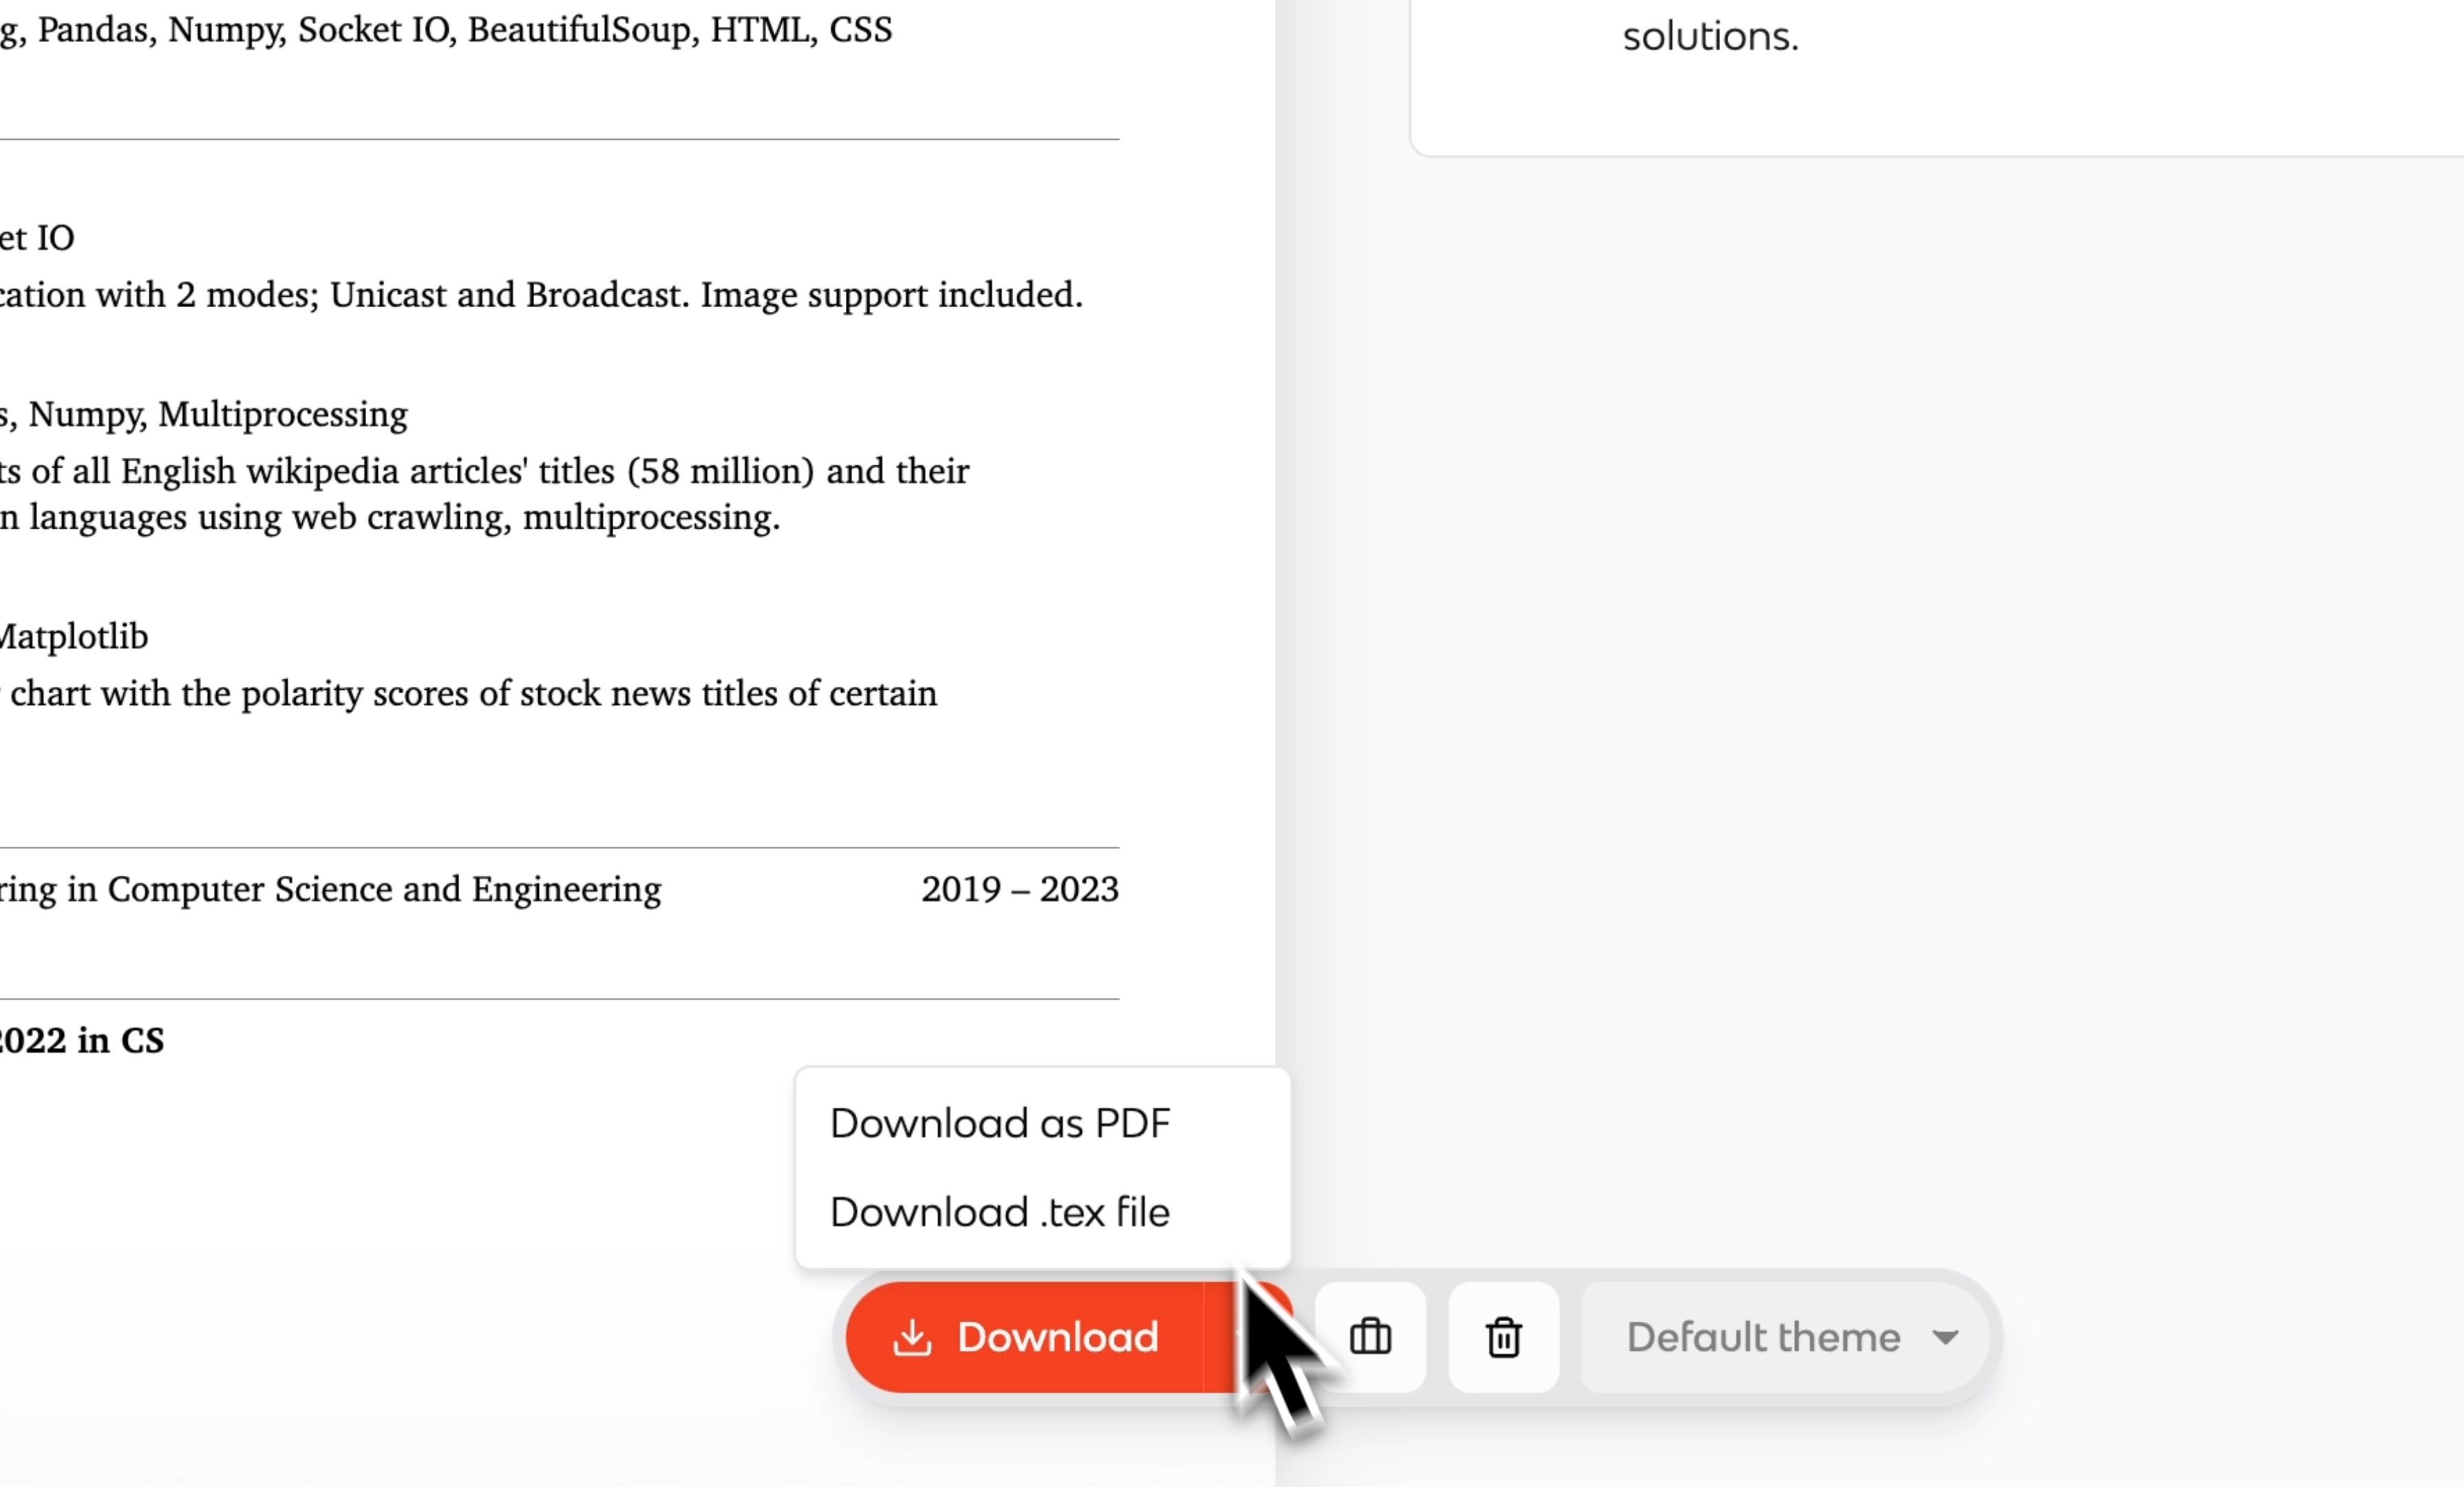 g, Pandas, Numpy, Socket IO, BeautifulSoup, HTML, CSS
et IO
cation with 2 modes; Unicast and Broadcast. Image support included.
s, Numpy, Multiprocessing
ts of all English wikipedia articles' titles (58 million) and their
n languages using web crawling, multiprocessing.
Matplotlib
chart with the polarity scores of stock news titles of certain
ring in Computer Science and Engineering 2019 – 2023
2022 in CS
solutions.
Download as PDF
Download .tex file
Download
Default theme